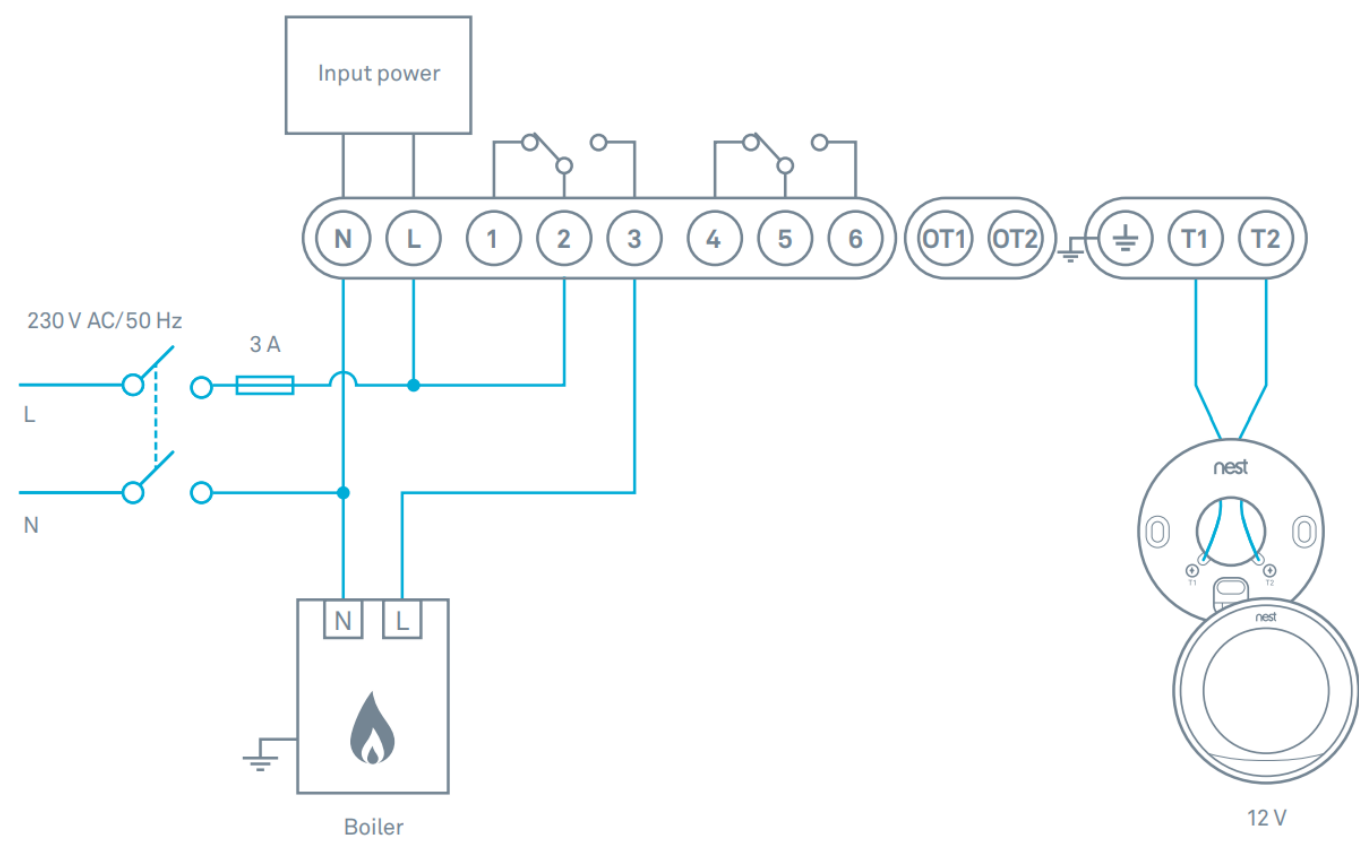 Input power
N
L
1
2
3
4
5
6
OT1
OT2
T1
T2
230 V AC/50 Hz
3 A
L
N
nest
T1
T2
nest
N
L
Boiler
12 V